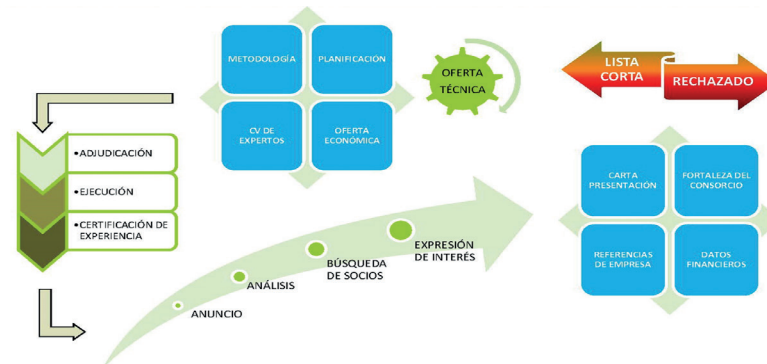 METODOLOGÍA
PLANIFICACIÓN
CV DE
EXPERTOS
OFERTA
ECONÓMICA
OFERTA
TÉCNICA
LISTA
CORTA
RECHAZADO
•ADJUDICACIÓN
•EJECUCIÓN
•CERTIFICACIÓN DE
EXPERIENCIA
CARTA
PRESENTACIÓN
FORTALEZA DEL
CONSORCIO
REFERENCIAS
DE EMPRESA
DATOS
FINANCIEROS
EXPRESIÓN
DE INTERÉS
BÚSQUEDA
DE SOCIOS
ANÁLISIS
ANUNCIO